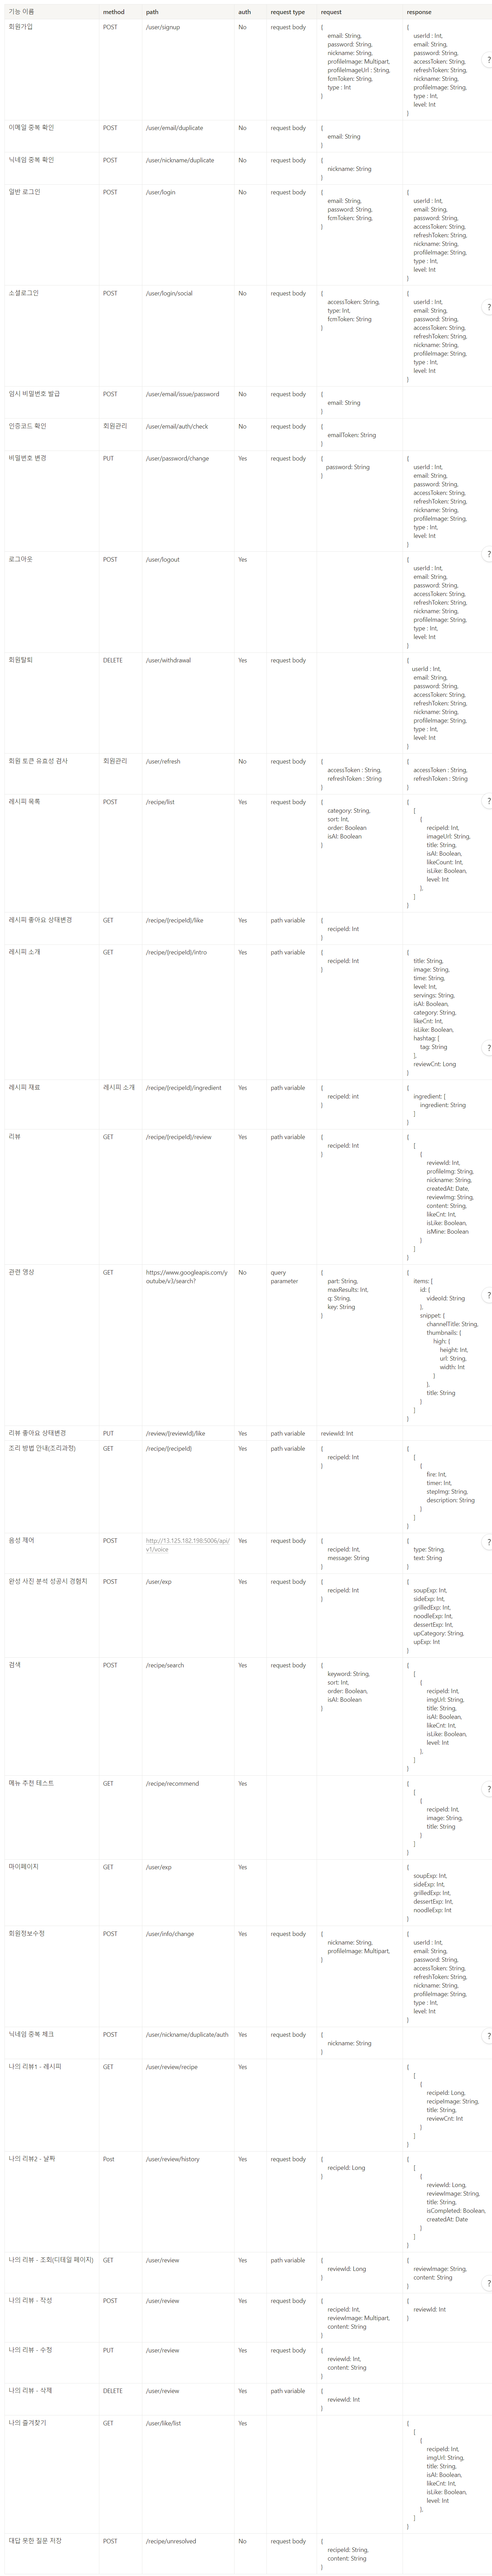 기능 이름 method path auth request type request response
회원가입 POST /user/signup No request body { {
email: String, userId : Int,
password: String, email: String,
nickname: String, password: String,
profileImage: Multipart, accessToken: String,
profileImageUrl : String, refreshToken: String,
fcmToken: String, nickname: String,
type : Int profileImage: String,
} type : Int,
level: Int
}
이메일 중복 확인 POST /user/email/duplicate No request body {
email: String
}
닉네임 중복 확인 POST /user/nickname/duplicate No request body {
nickname: String
}
일반 로그인 POST /user/login No request body { {
email: String, userId : Int,
password: String, email: String,
fcmToken: String, password: String,
} accessToken: String,
refreshToken: String,
nickname: String,
profileImage: String,
type : Int,
level: Int
}
소셜로그인 POST /user/login/social No request body { {
accessToken: String, userId : Int,
type: Int, email: String,
fcmToken: String password: String,
} accessToken: String,
refreshToken: String,
nickname: String,
profileImage: String,
type : Int,
level: Int
}
임시 비밀번호 발급 POST /user/email/issue/password No request body {
email: String
}
인증코드 확인 회원관리 /user/email/auth/check No request body {
emailToken: String
}
비밀번호 변경 PUT /user/password/change Yes request body { {
password: String userId : Int,
} email: String,
password: String,
accessToken: String,
refreshToken: String,
nickname: String,
profileImage: String,
type : Int,
level: Int
}
로그아웃 POST /user/logout Yes {
userId : Int,
email: String,
password: String,
accessToken: String,
refreshToken: String,
nickname: String,
profileImage: String,
type : Int,
level: Int
}
회원탈퇴 DELETE /user/withdrawal Yes request body {
userId : Int,
email: String,
password: String,
accessToken: String,
refreshToken: String,
nickname: String,
profileImage: String,
type : Int,
level: Int
}
회원 토큰 유효성 검사 회원관리 /user/refresh No request body { {
accessToken : String, accessToken : String,
refreshToken : String refreshToken : String
} }
레시피 목록 POST /recipe/list Yes request body { {
category: String, [
sort: Int, {
order: Boolean recipeId: Int,
isAI: Boolean imageUrl: String,
} title: String,
isAI: Boolean,
likeCount: Int,
isLike: Boolean,
level: Int
},
]
}
레시피 좋아요 상태변경 GET /recipe/{recipeId}/like Yes path variable {
recipeId: Int
}
레시피 소개 GET /recipe/{recipeId}/intro Yes path variable { {
recipeId: Int title: String,
} image: String,
time: String,
level: Int,
servings: String,
isAI: Boolean,
category: String,
likeCnt: Int,
isLike: Boolean,
hashtag: [
tag: String
],
reviewCnt: Long
}
레시피 재료 레시피 소개 /recipe/{recipeId}/ingredient Yes path variable { {
recipeId: int ingredient: [
} ingredient: String
]
}
리뷰 GET /recipe/{recipeId}/review Yes path variable { {
recipeId: Int [
} {
reviewId: Int,
profileImg: String,
nickname: String,
createdAt: Date,
reviewImg: String,
content: String,
likeCnt: Int,
isLike: Boolean,
isMine: Boolean
}
]
}
관련 영상 GET https://www.googleapis.com/y No query { {
outube/v3/search? parameter part: String, items: [
maxResults: Int, id: {
q: String, videoId: String
key: String },
} snippet: {
channelTitle: String,
thumbnails: {
high: {
height: Int,
url: String,
width: Int
}
},
title: String
}
]
}
리뷰 좋아요 상태변경 PUT /review/{reviewId}/like Yes path variable reviewId: Int
조리 방법 안내(조리과정) GET /recipe/{recipeId} Yes path variable { {
recipeId: Int [
} {
fire: Int,
timer: Int,
stepImg: String,
description: String
}
]
}
음성 제어 POST http://13.125.182.198:5006/api/ Yes request body { {
v1/voice recipeId: Int, type: String,
message: String text: String
} }
완성 사진 분석 성공시 경험치 POST /user/exp Yes request body { {
recipeId: Int soupExp: Int,
} sideExp: Int,
grilledExp: Int,
noodleExp: Int,
dessertExp: Int,
upCategory: String,
upExp: Int
}
검색 POST /recipe/search Yes request body { {
keyword: String, [
sort: Int, {
order: Boolean, recipeId: Int,
isAI: Boolean imgUrl: String,
} title: String,
isAI: Boolean,
likeCnt: Int,
isLike: Boolean,
level: Int
},
]
}
메뉴 추천 테스트 GET /recipe/recommend Yes {
[
{
recipeId: Int,
image: String,
title: String
}
]
}
마이페이지 GET /user/exp Yes {
soupExp: Int,
sideExp: Int,
grilledExp: Int,
dessertExp: Int,
noodleExp: Int
}
회원정보수정 POST /user/info/change Yes request body { {
nickname: String, userId : Int,
profileImage: Multipart, email: String,
} password: String,
accessToken: String,
refreshToken: String,
nickname: String,
profileImage: String,
type : Int,
level: Int
}
닉네임 중복 체크 POST /user/nickname/duplicate/auth Yes request body {
nickname: String
}
나의 리뷰1 - 레시피 GET /user/review/recipe Yes {
[
{
recipeId: Long,
recipeImage: String,
title: String,
reviewCnt: Int
}
]
}
나의 리뷰2 - 날짜 Post /user/review/history Yes request body { {
recipeId: Long [
} {
reviewId: Long,
reviewImage: String,
title: String,
isCompleted: Boolean,
createdAt: Date
}
]
}
나의 리뷰 - 조회(디테일 페이지) GET /user/review Yes path variable { {
reviewId: Long reviewImage: String,
} content: String
}
나의 리뷰 - 작성 POST /user/review Yes request body { {
recipeId: Int, reviewId: Int
reviewImage: Multipart, }
content: String
}
나의 리뷰 - 수정 PUT /user/review Yes request body {
reviewId: Int,
content: String
}
나의 리뷰 - 삭제 DELETE /user/review Yes path variable {
reviewId: Int
}
나의 즐겨찾기 GET /user/like/list Yes {
[
{
recipeId: Int,
imgUrl: String,
title: String,
isAI: Boolean,
likeCnt: Int,
isLike: Boolean,
level: Int
},
]
}
대답 못한 질문 저장 POST /recipe/unresolved No request body {
recipeId: String,
content: String
}